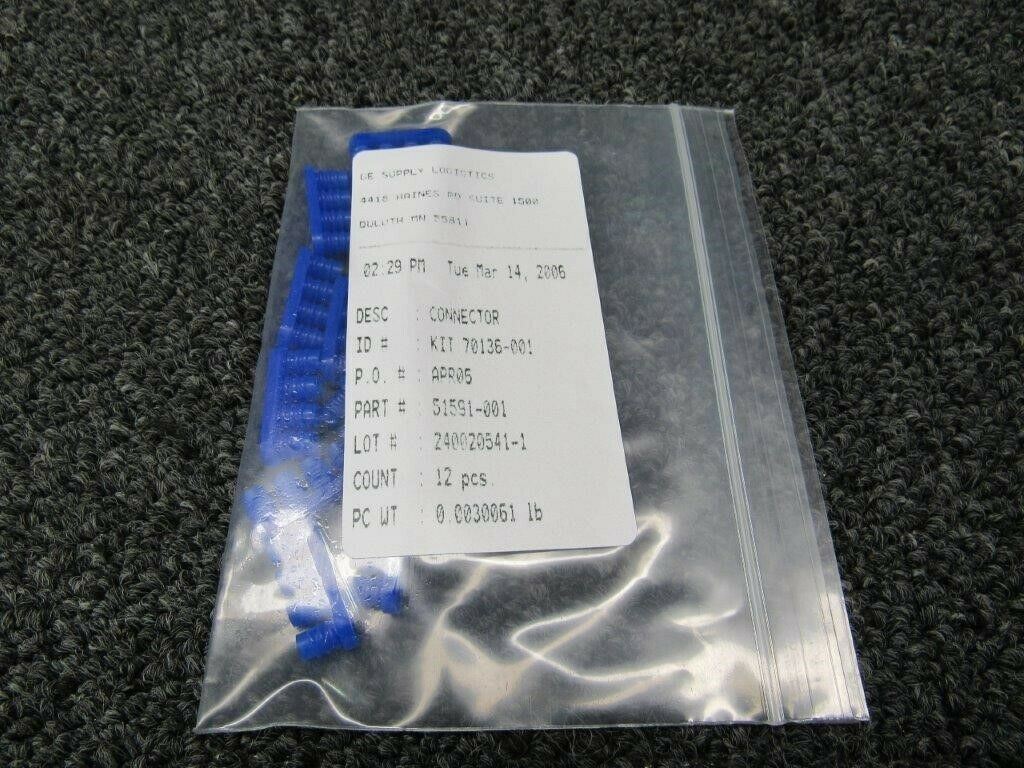 GE SUPPLY LOGISTICS
4418 HAINES RD SUITE 1500
DULUTH MN 55811
02:29 PM Tue Mar 14, 2006
DESC : CONNECTOR
ID # : KIT 70136-001
P.O. # : APR05
PART # : 51591-001
LOT # : 240020541-1
COUNT : 12 pcs.
PC WT : 0.0030061 lb